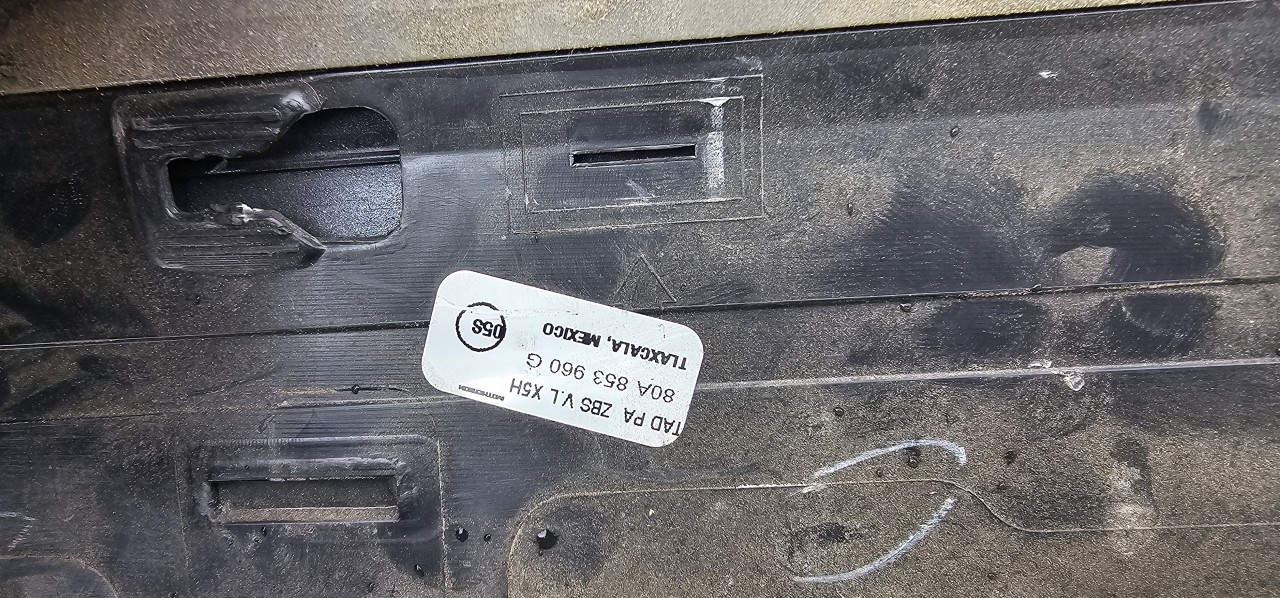 TAD PA ZBS V.L X5H
80A 853 960 G
TLAXCALA, MEXICO
05S